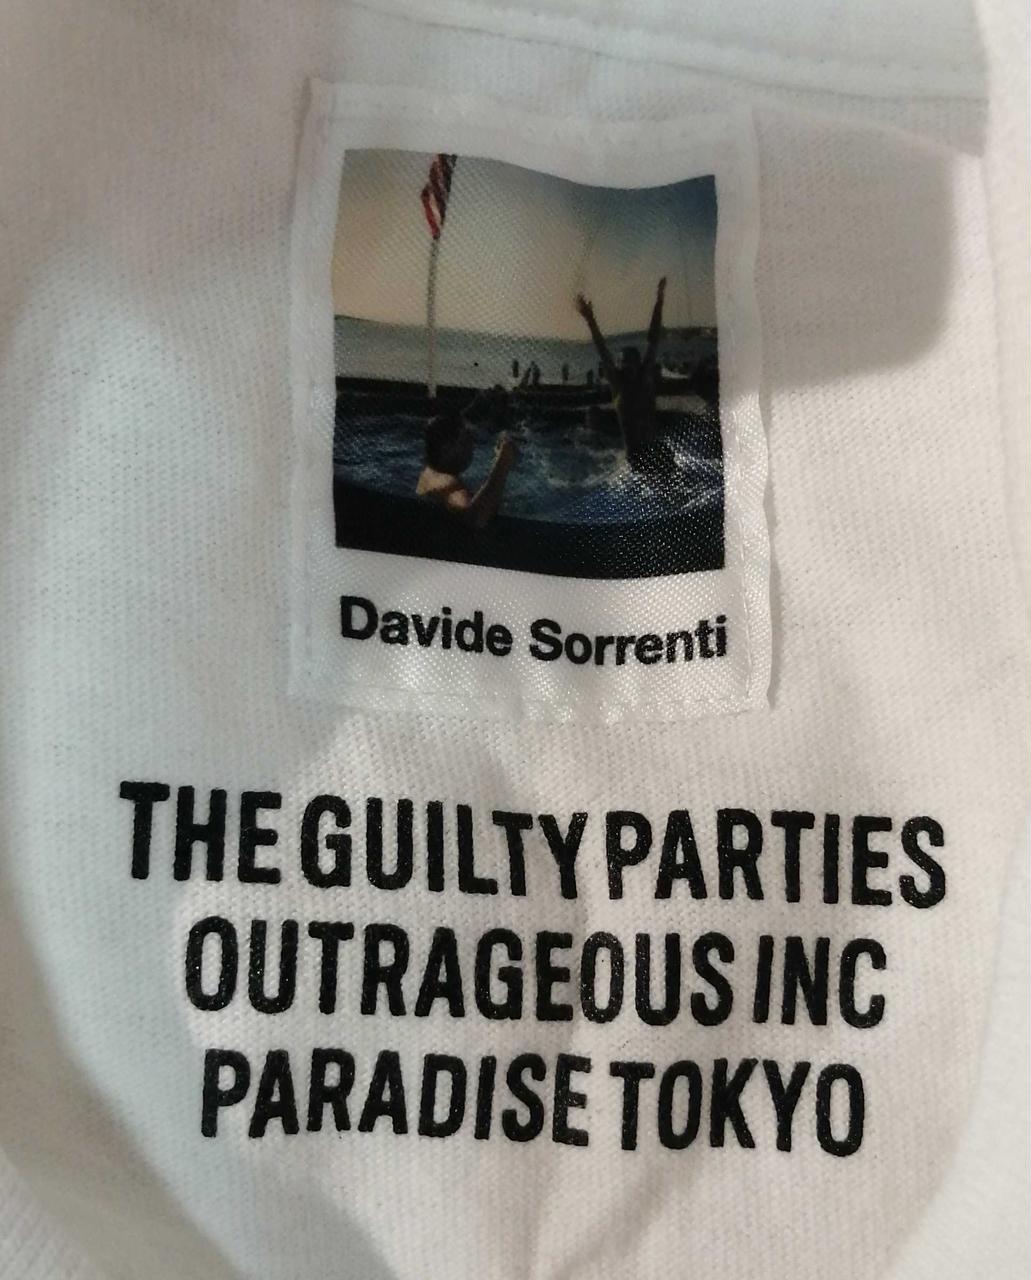 Davide Sorrenti
THE GUILTY PARTIES
OUTRAGEOUS INC
PARADISE TOKYO